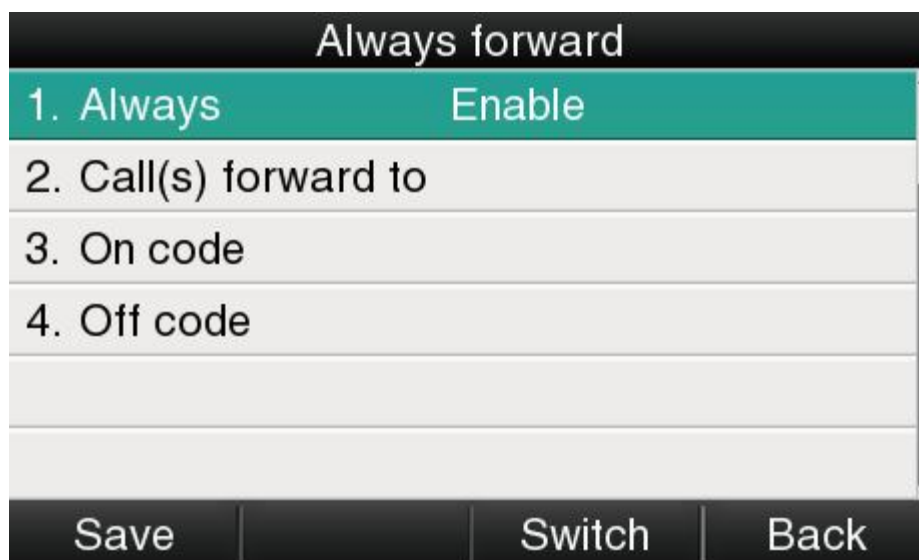 Always forward
1. Always Enable
2. Call(s) forward to
3. On code
4. Off code
Save Switch Back